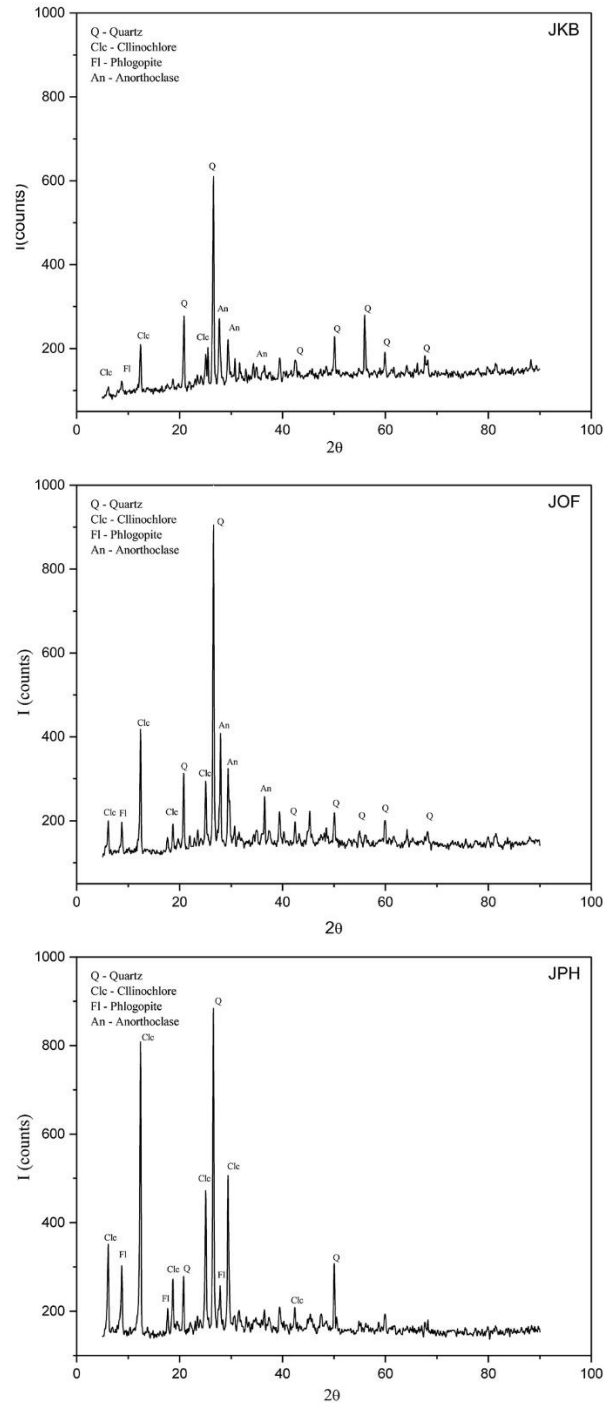 JKB
Q - Quartz
Clc - Cllinochlore
Fl - Phlogopite
An - Anorthoclase
1000
800
600
400
200
I(counts)
Q
Q
An
Clc
Clc
An
An
Clc
Fl
Q
Q
Q
Q
Q
0 20 40 60 80 100
2θ
JOF
Q - Quartz
Clc - Cllinochlore
Fl - Phlogopite
An - Anorthoclase
1000
800
600
400
200
I (counts)
Q
Clc
An
An
Q
Clc
An
Clc
Fl
Clc
Q
Q
Q
Q
Q
0 20 40 60 80 100
2θ
JPH
Q - Quartz
Clc - Cllinochlore
Fl - Phlogopite
An - Anorthoclase
1000
800
600
400
200
I (counts)
Q
Clc
Clc
Clc
Clc
Fl
Fl
Clc
Q
Fl
Clc
Q
0 20 40 60 80 100
2θ